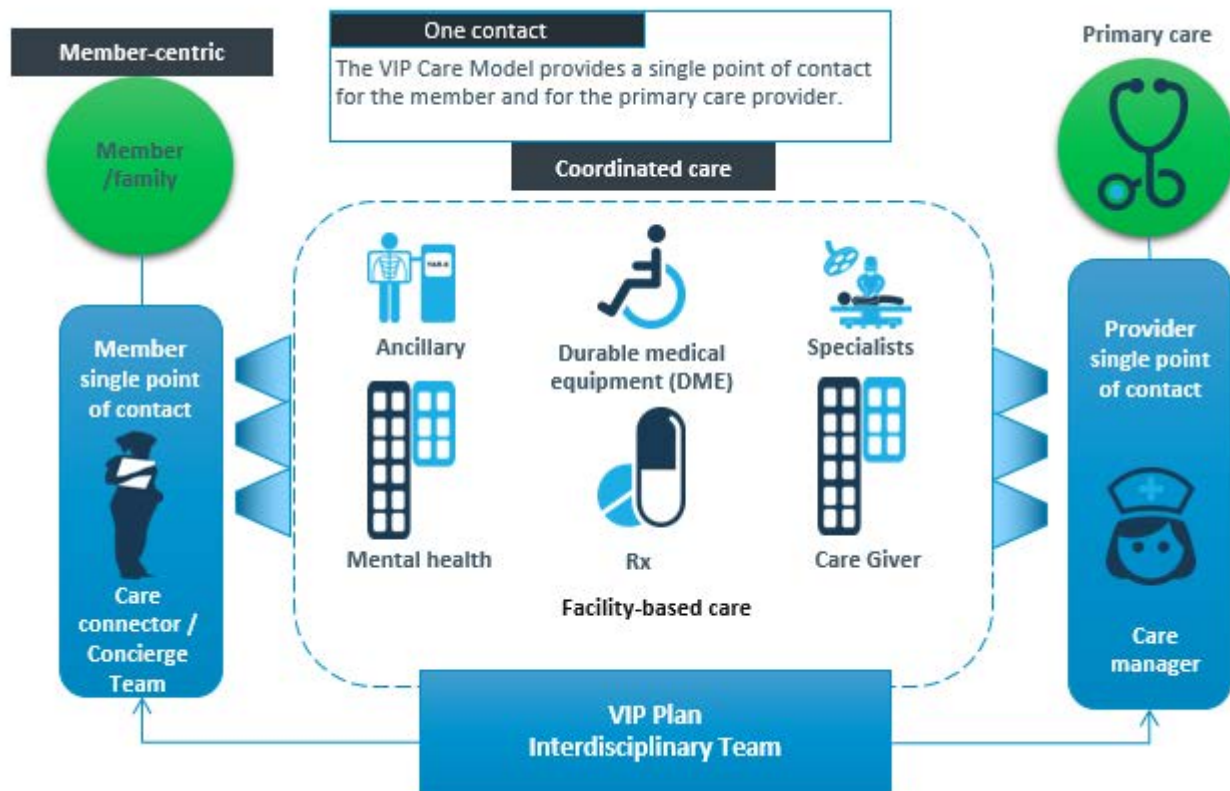 Member-centric
One contact
The VIP Care Model provides a single point of contact
for the member and for the primary care provider.
Primary care
Member
/family
Coordinated care
Ancillary
Durable medical
equipment (DME)
Specialists
Mental health
Rx
Care Giver
Facility-based care
Member
single point
of contact
Care
connector /
Concierge
Team
Provider
single point
of contact
Care
manager
VIP Plan
Interdisciplinary Team